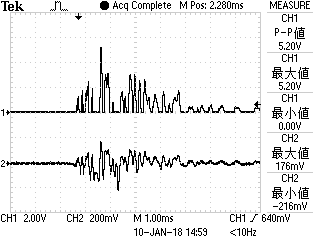 Tek Acq Complete M Pos: 2.280ms MEASURE
CH1
P-P値
5.20V
CH1
最大値
5.20V
CH1
最小値
0.00V
CH2
最大値
176mV
CH2
最小値
-216mV
1
2
CH1 2.00V CH2 200mV M 1.00ms CH1 640mV
10-JAN-18 14:59 <10Hz